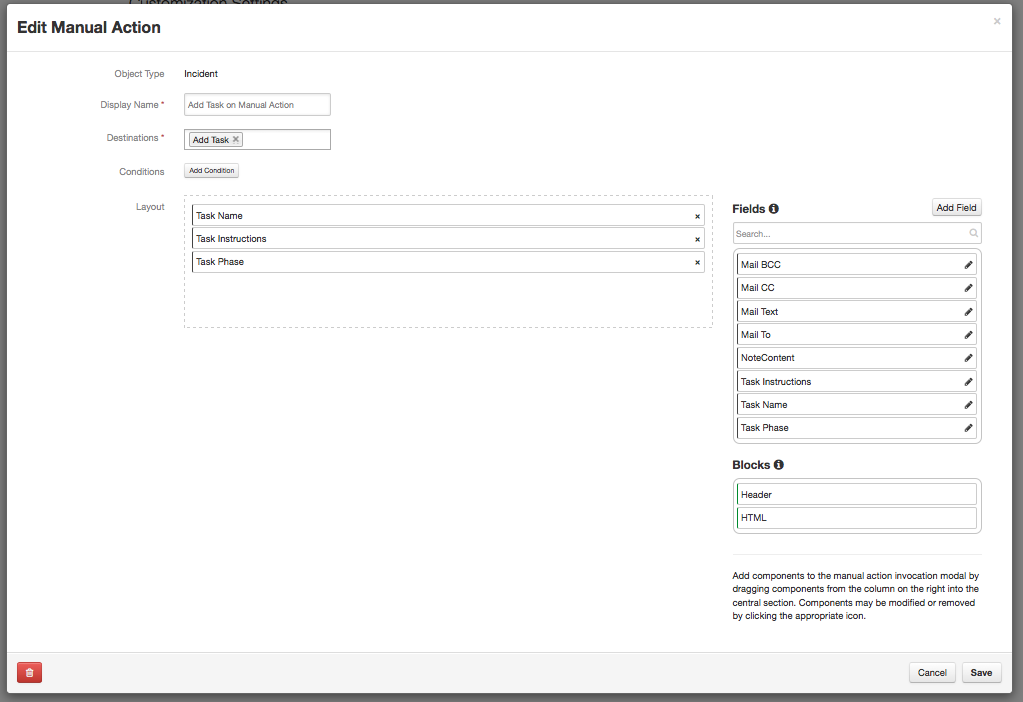 Customization Settings
Edit Manual Action
×
Object Type Incident
Display Name * Add Task on Manual Action
Destinations * Add Task ×
Conditions Add Condition
Layout
Task Name ×
Task Instructions ×
Task Phase ×
Fields Add Field
Search...
Mail BCC
Mail CC
Mail Text
Mail To
NoteContent
Task Instructions
Task Name
Task Phase
Blocks
Header
HTML
Add components to the manual action invocation modal by
dragging components from the column on the right into the
central section. Components may be modified or removed
by clicking the appropriate icon.
Cancel Save